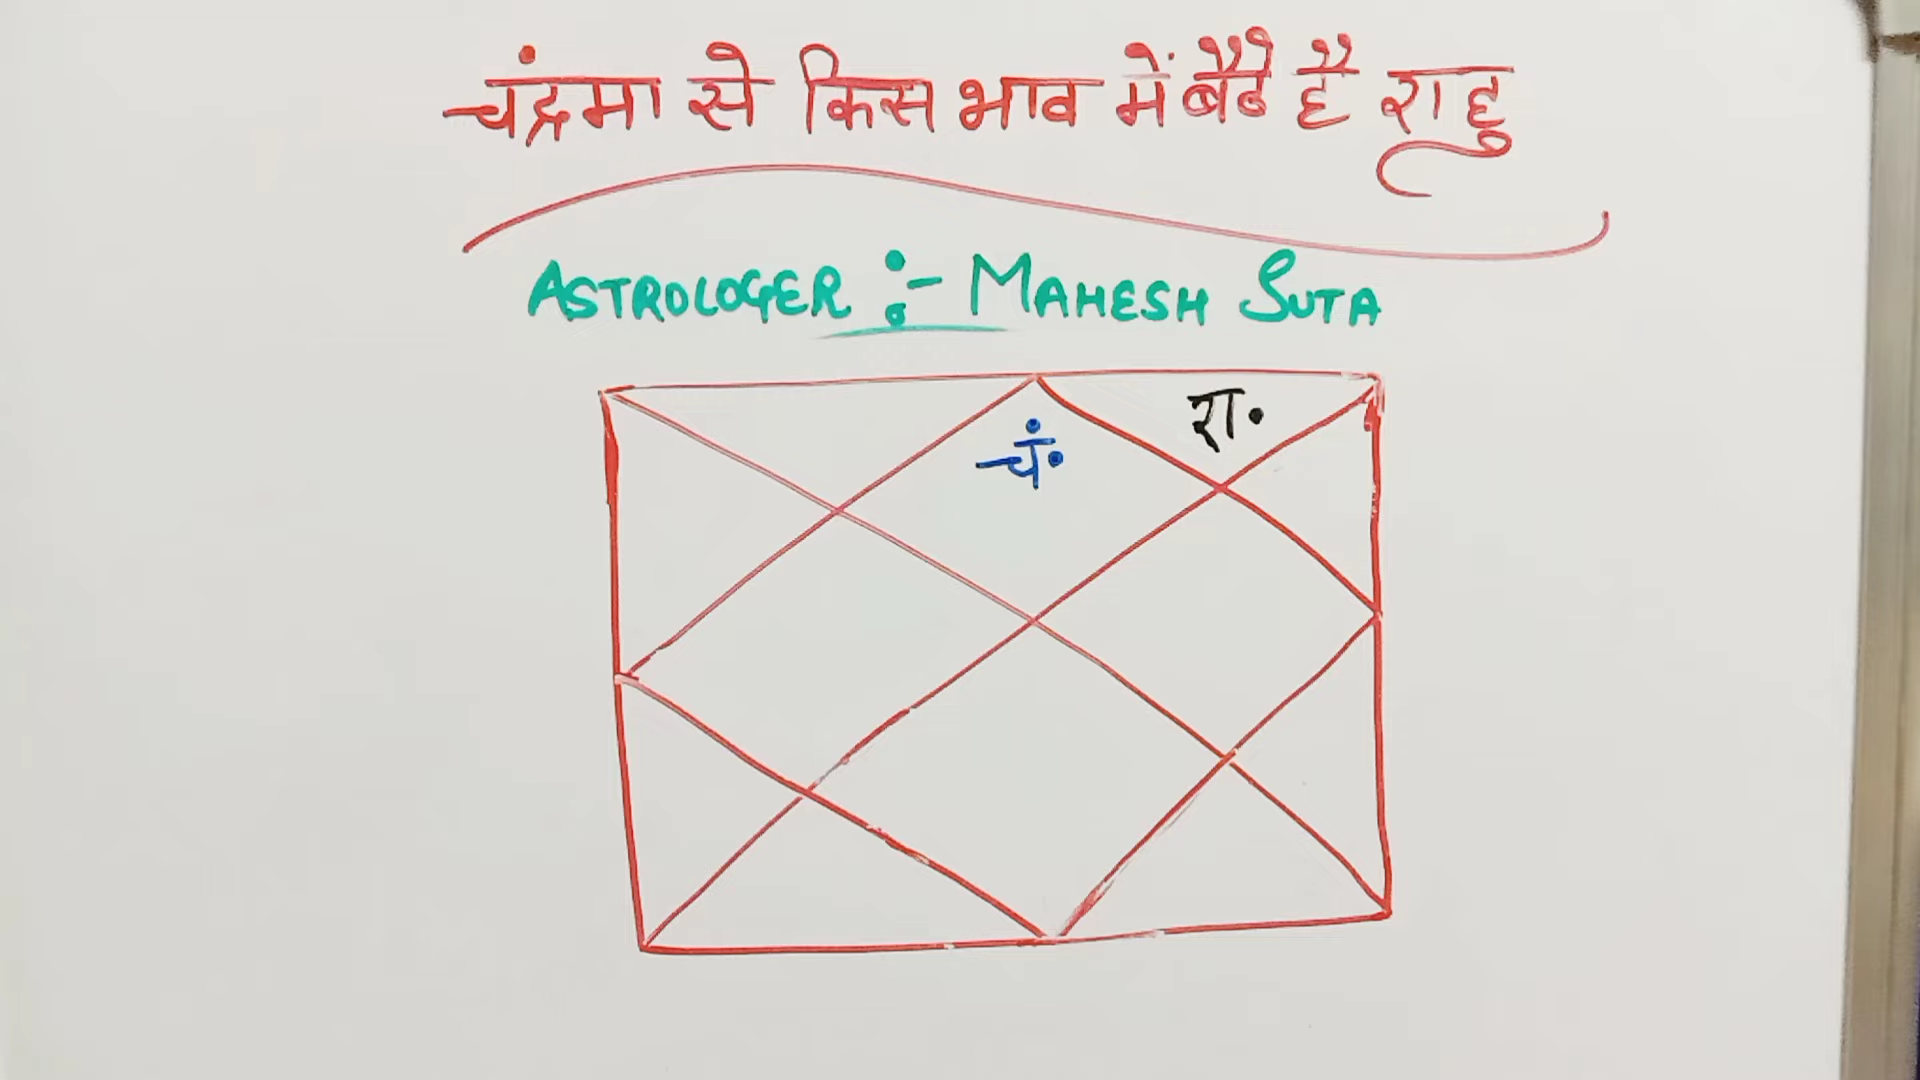 चंद्रमा से किस भाव में बैठे है राहु
ASTROLOGER :- MAHESH SUTA
चं.
रा.